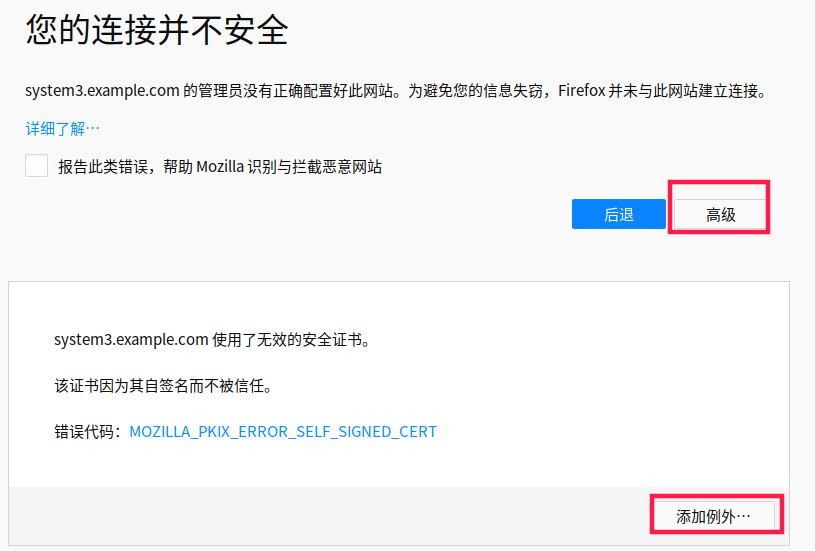 您的连接并不安全
system3.example.com 的管理员没有正确配置好此网站。为避免您的信息失窃，Firefox 并未与此网站建立连接。
详细了解…
报告此类错误，帮助 Mozilla 识别与拦截恶意网站
后退
高级
system3.example.com 使用了无效的安全证书。
该证书因为其自签名而不被信任。
错误代码：MOZILLA_PKIX_ERROR_SELF_SIGNED_CERT
添加例外…